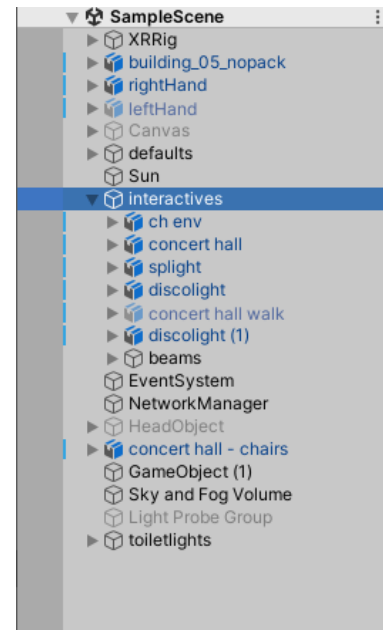 SampleScene
XRRig
building_05_nopack
rightHand
leftHand
Canvas
defaults
Sun
interactives
ch env
concert hall
splight
discolight
concert hall walk
discolight (1)
beams
EventSystem
NetworkManager
HeadObject
concert hall - chairs
GameObject (1)
Sky and Fog Volume
Light Probe Group
toiletlights